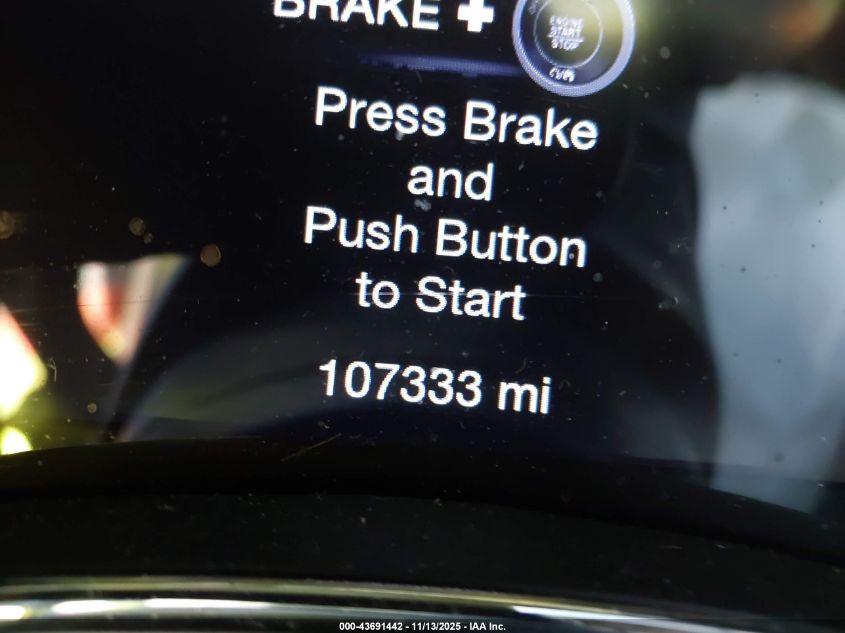 BRAKE +
ENGINE
START
STOP
Press Brake
and
Push Button
to Start
107333 mi
000-43691442 - 11/13/2025 - IAA Inc.